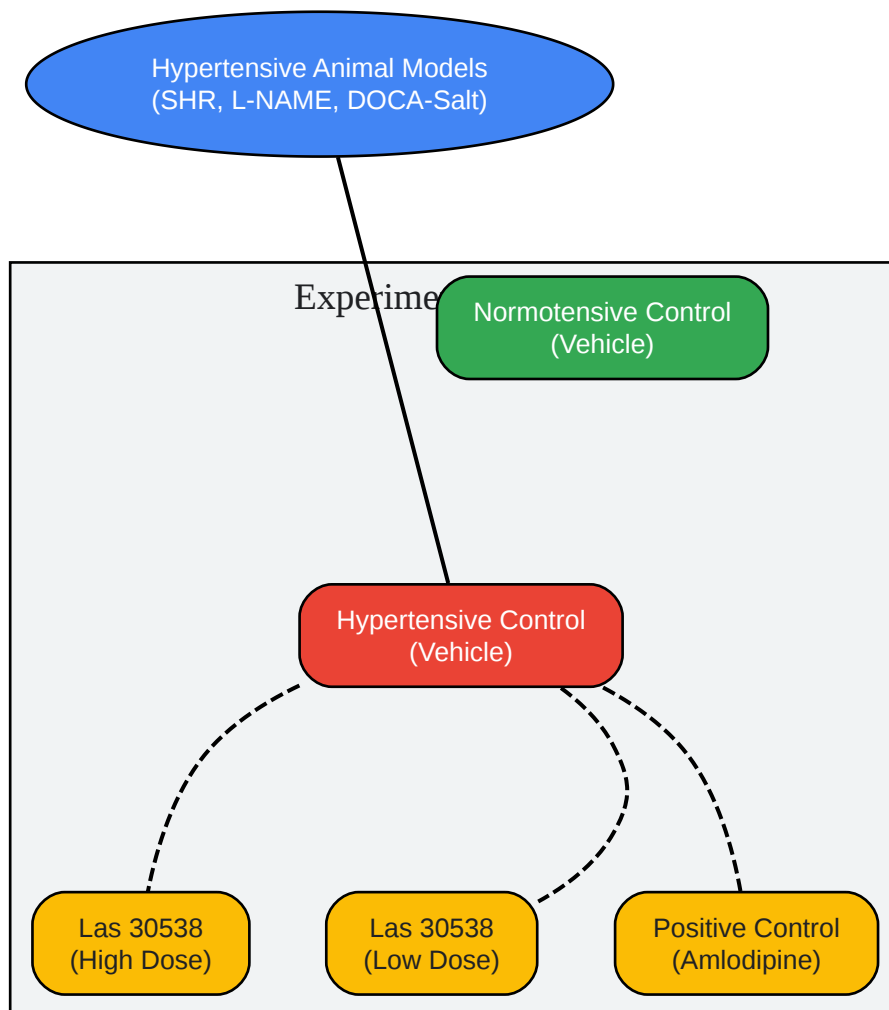 Hypertensive Animal Models
(SHR, L-NAME, DOCA-Salt)
Normotensive Control
(Vehicle)
Hypertensive Control
(Vehicle)
Las 30538
(High Dose)
Las 30538
(Low Dose)
Positive Control
(Amlodipine)